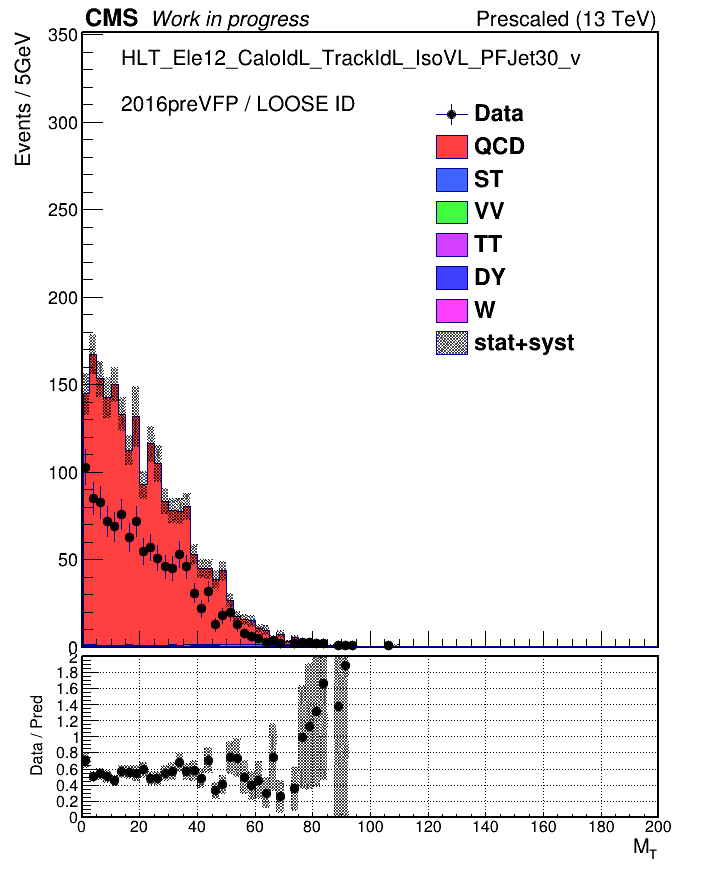 CMS Work in progress Prescaled (13 TeV)
HLT_Ele12_CaloIdL_TrackIdL_IsoVL_PFJet30_v
2016preVFP / LOOSE ID
Data
QCD
ST
VV
TT
DY
W
stat+syst
Events / 5GeV
350
300
250
200
150
100
50
0
Data / Pred
2
1.8
1.6
1.4
1.2
1
0.8
0.6
0.4
0.2
0
0 20 40 60 80 100 120 140 160 180 200
M_T